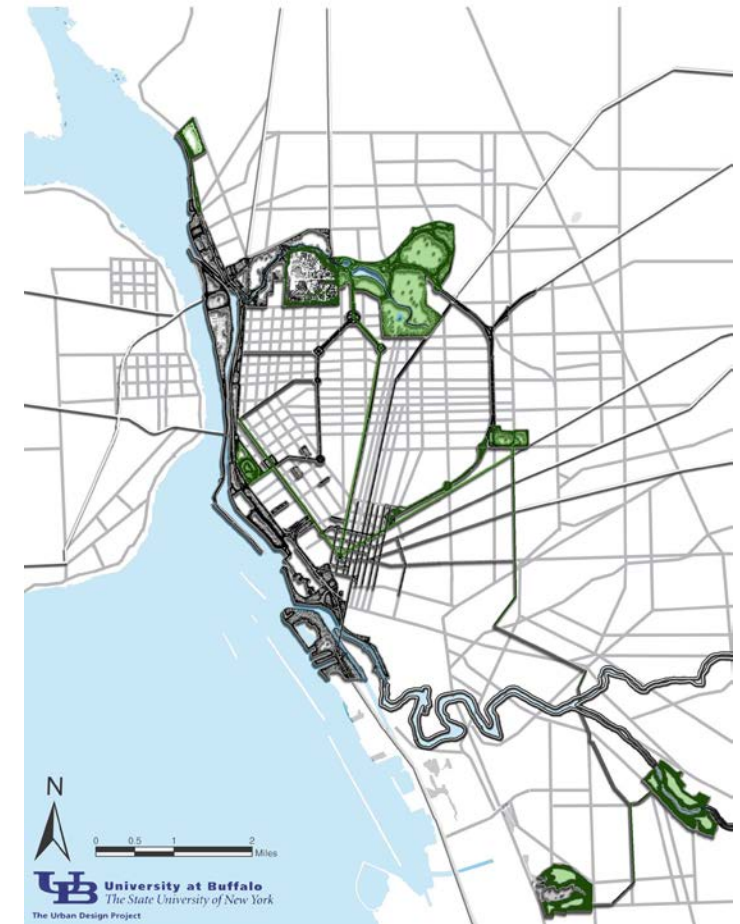 N
0 0.5 1 2
Miles
UB University at Buffalo
The State University of New York
The Urban Design Project